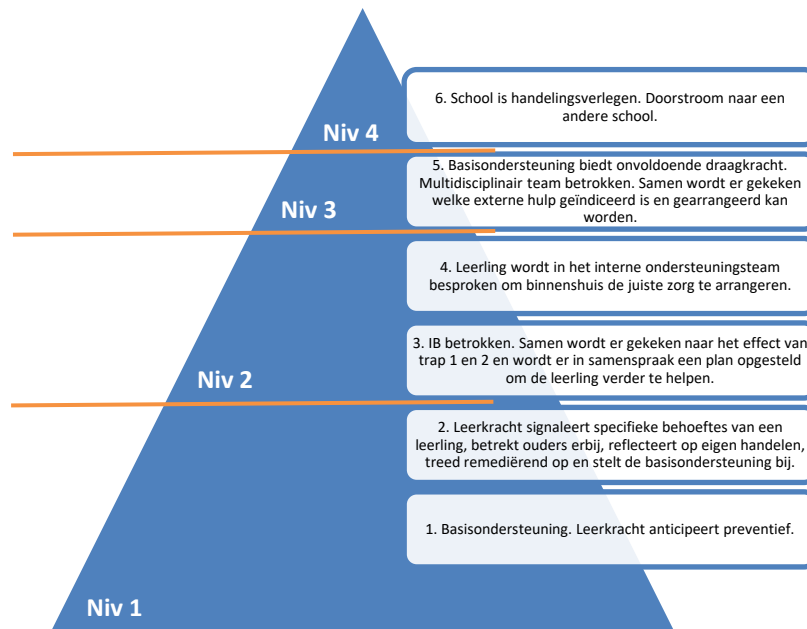 6. School is handelingsverlegen. Doorstroom naar een
andere school.
Niv 4
5. Basisondersteuning biedt onvoldoende draagkracht.
Multidisciplinair team betrokken. Samen wordt er gekeken
welke externe hulp geïndiceerd is en gearrangeerd kan
worden.
Niv 3
4. Leerling wordt in het interne ondersteuningsteam
besproken om binnenshuis de juiste zorg te arrangeren.
3. IB betrokken. Samen wordt er gekeken naar het effect van
trap 1 en 2 en wordt er in samenspraak een plan opgesteld
om de leerling verder te helpen.
Niv 2
2. Leerkracht signaleert specifieke behoeftes van een
leerling, betrekt ouders erbij, reflecteert op eigen handelen,
treed remediërend op en stelt de basisondersteuning bij.
1. Basisondersteuning. Leerkracht anticipeert preventief.
Niv 1